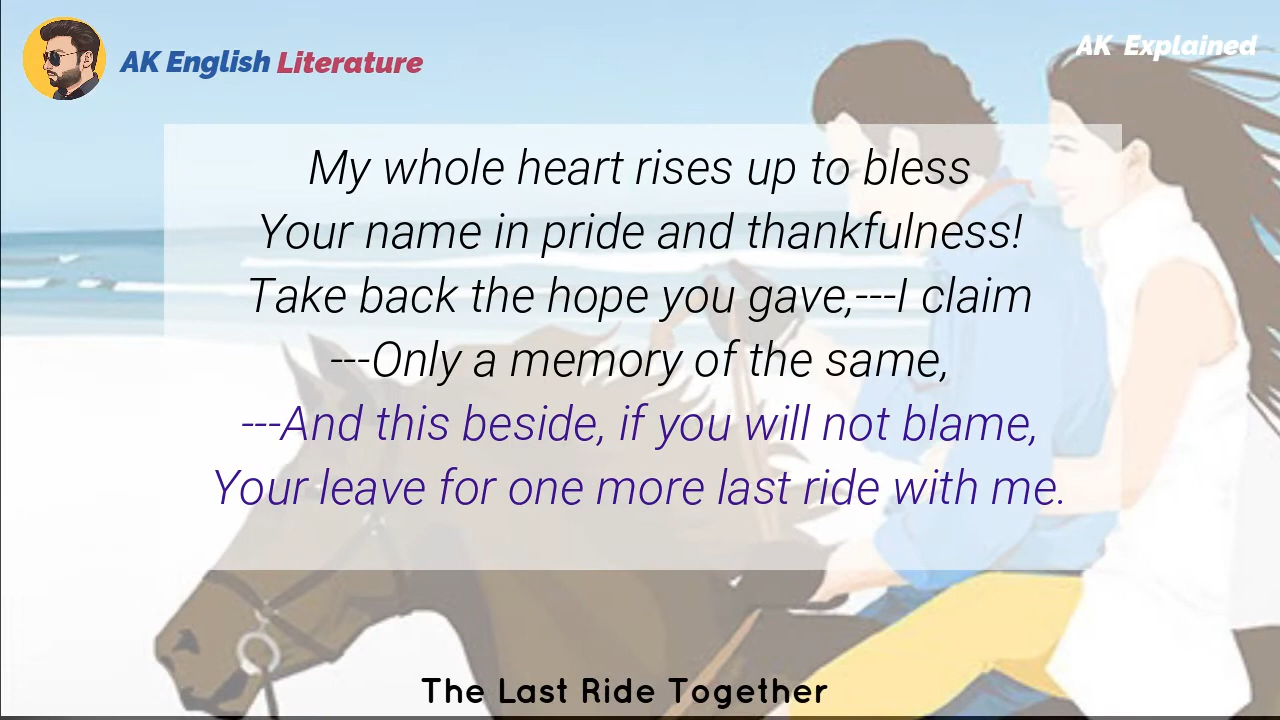 AK English Literature
AK Explained
My whole heart rises up to bless
Your name in pride and thankfulness!
Take back the hope you gave,---I claim
---Only a memory of the same,
---And this beside, if you will not blame,
Your leave for one more last ride with me.
The Last Ride Together